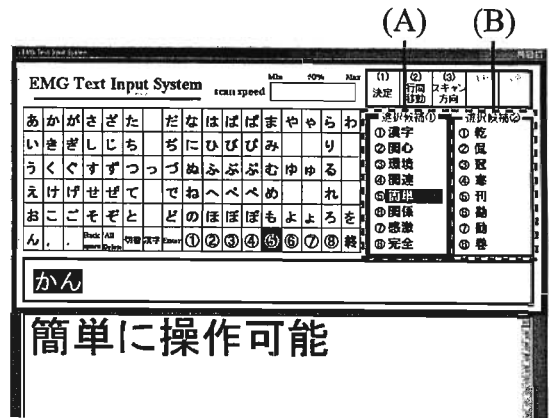 (A) (B)
EMG Text Input System
scan speed Min 50% Max
(1) 決定 (2) 行間移動 (3) スキャン方向
あ か が さ ざ た だ な は ば ぱ ま や ゃ ら わ
い き ぎ し じ ち ぢ に ひ び ぴ み り
う く ぐ す ず つ っ づ ぬ ふ ぶ ぷ む ゆ ゅ る
え け げ せ ぜ て で ね へ べ ぺ め れ
お こ ご そ ぞ と ど の ほ ぼ ぽ も よ ょ ろ を
ん 、 。 Back space All Delete 切替 漢字 Enter ① ② ③ ④ ⑤ ⑥ ⑦ ⑧ 終
選択候補①
①漢字
②関心
③環境
④関連
⑤簡単
⑥関係
⑦感激
⑧完全
選択候補②
① 乾
② 侃
③ 冠
④ 寒
⑤ 刊
⑥ 勘
⑦ 勧
⑧ 巻
かん
簡単に操作可能